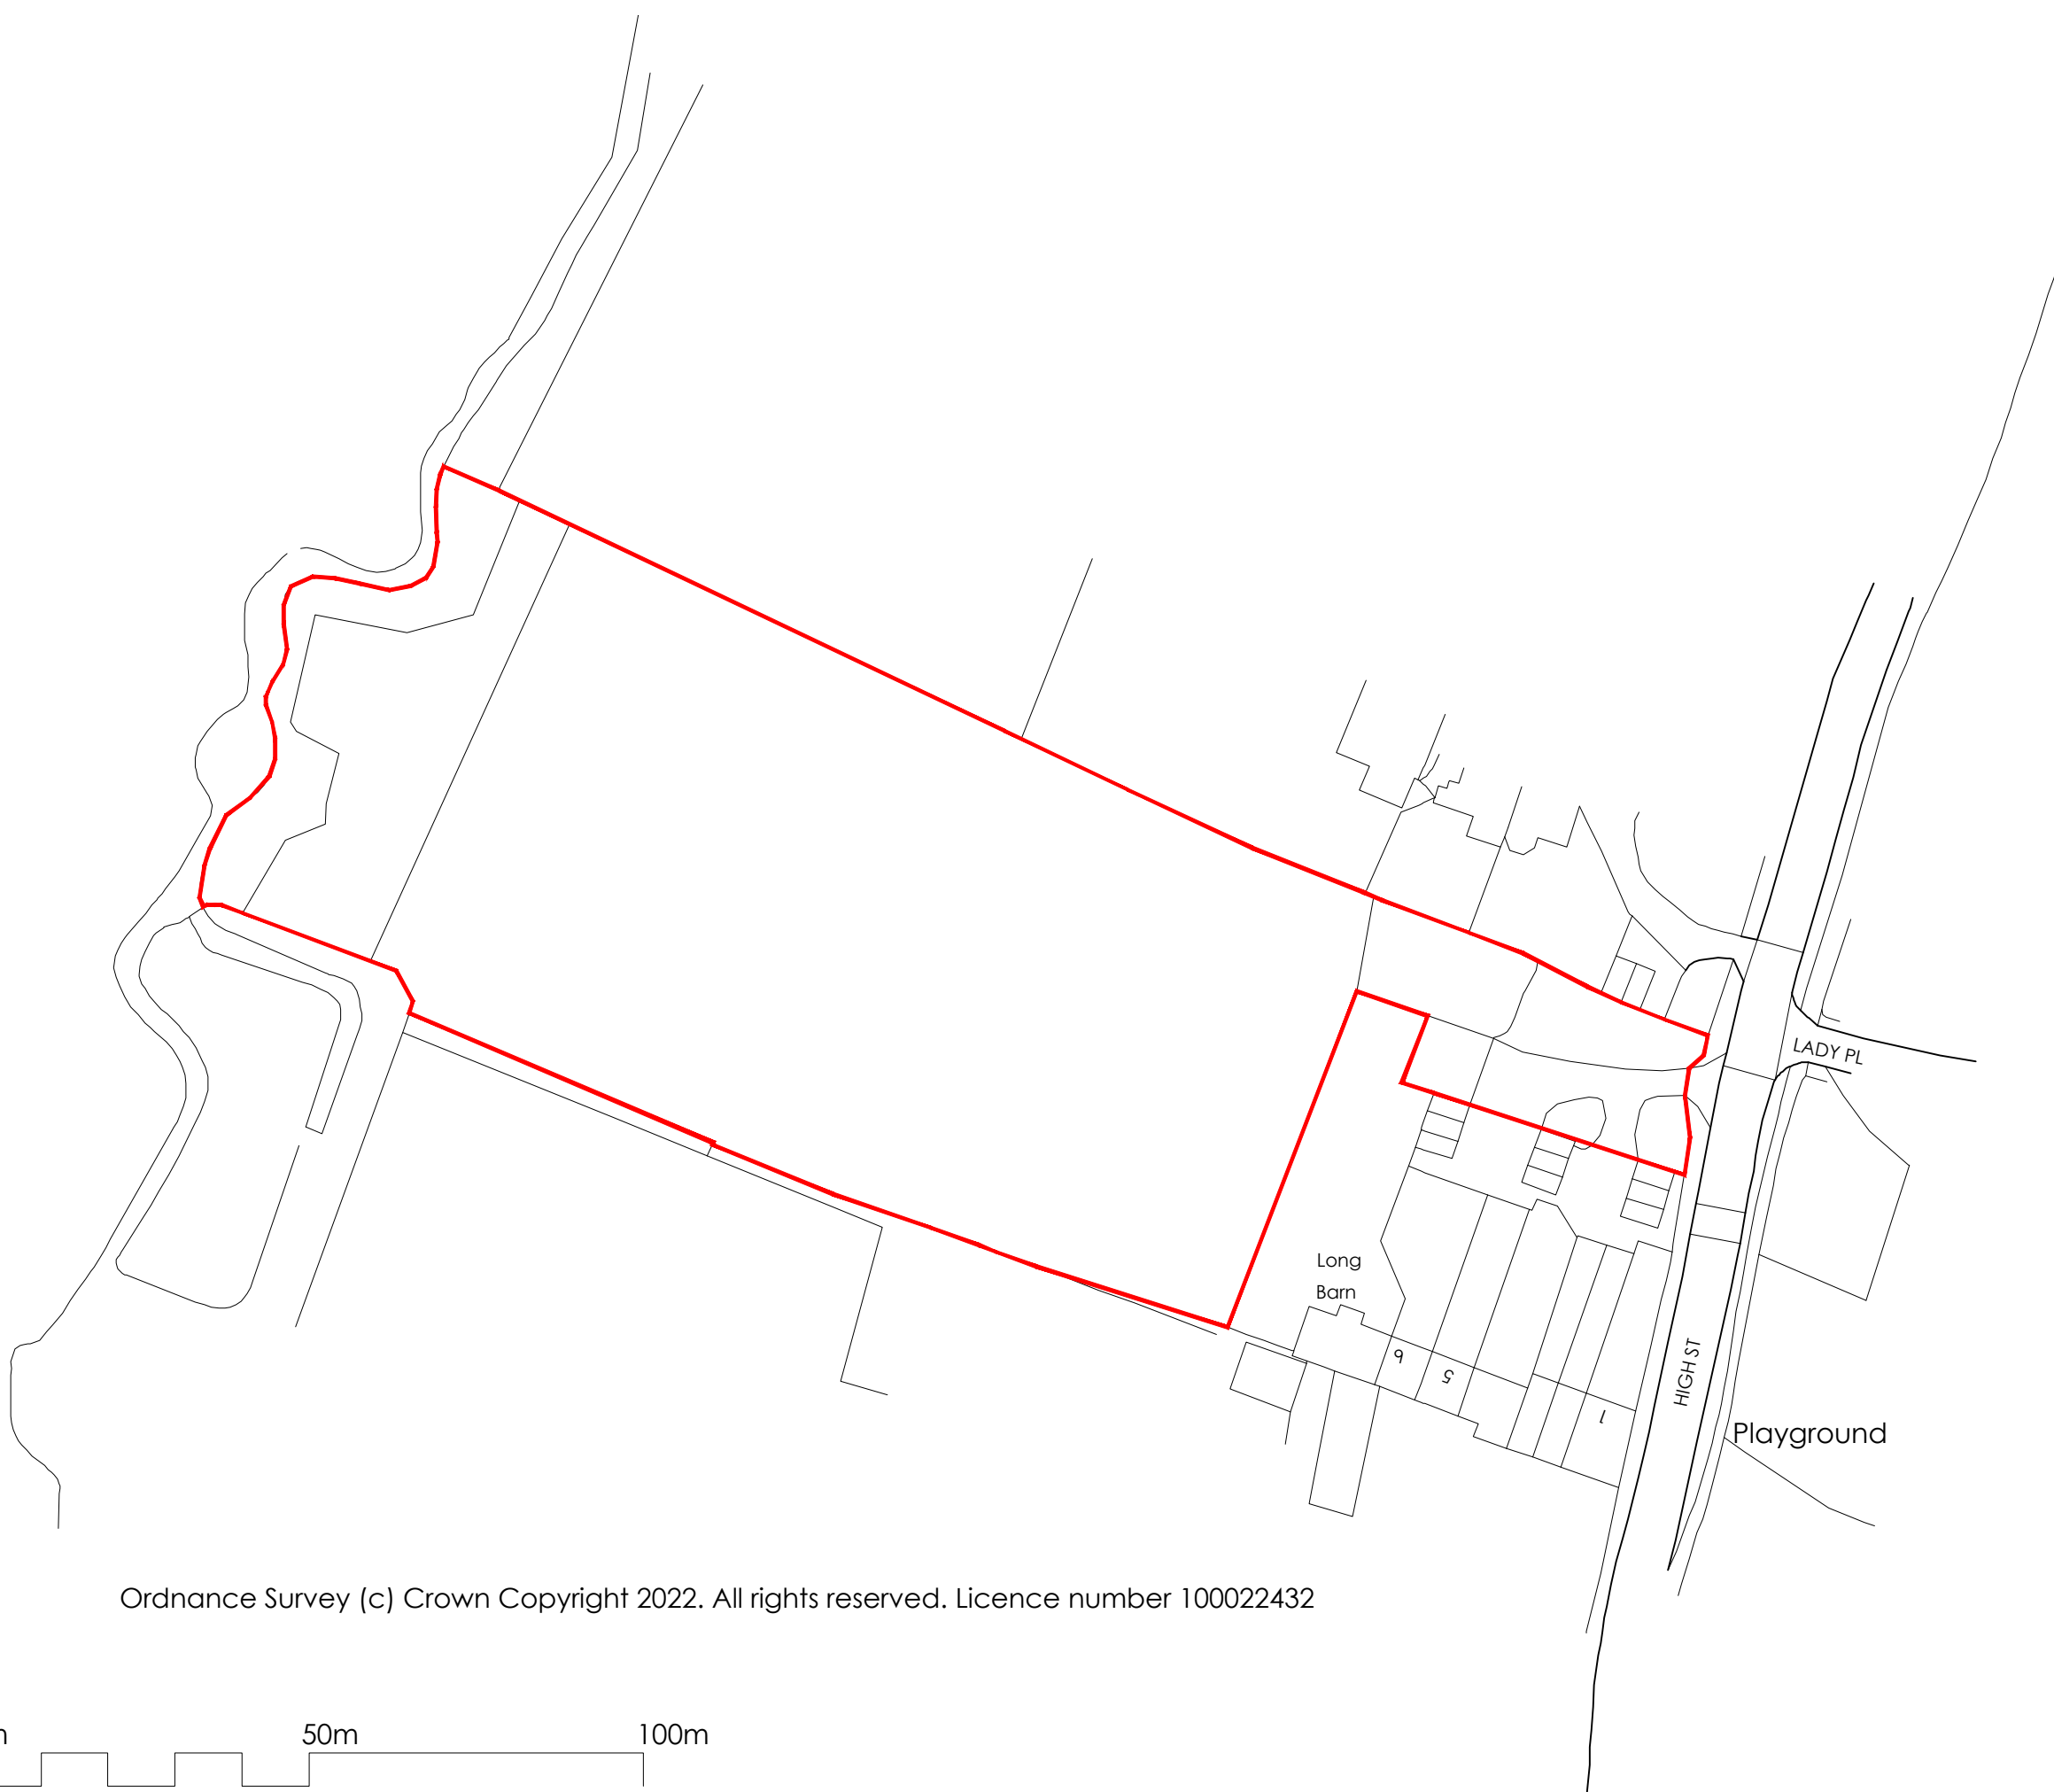 LADY PL
Long
Barn
6
5
1
HIGH ST
Playground
Ordnance Survey (c) Crown Copyright 2022. All rights reserved. Licence number 100022432
50m
100m